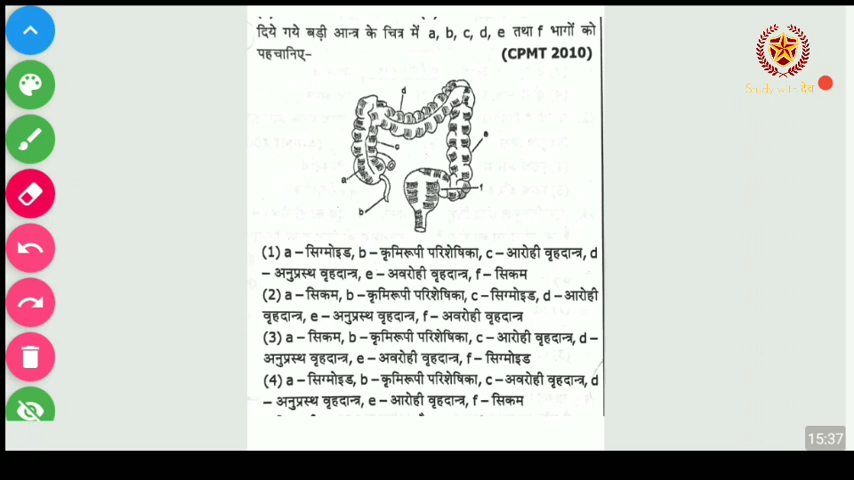 दिये गये बड़ी आन्त्र के चित्र में a, b, c, d, e तथा f भागों को
पहचानिए–
(CPMT 2010)
Study with देव
d
e
c
a
f
b
(1) a – सिग्मोइड, b – कृमिरूपी परिशेषिका, c – आरोही वृहदान्त्र, d
– अनुप्रस्थ वृहदान्त्र, e – अवरोही वृहदान्त्र, f – सिकम
(2) a – सिकम, b – कृमिरूपी परिशेषिका, c – सिग्मोइड, d – आरोही
वृहदान्त्र, e – अनुप्रस्थ वृहदान्त्र, f – अवरोही वृहदान्त्र
(3) a – सिकम, b – कृमिरूपी परिशेषिका, c – आरोही वृहदान्त्र, d –
अनुप्रस्थ वृहदान्त्र, e – अवरोही वृहदान्त्र, f – सिग्मोइड
(4) a – सिग्मोइड, b – कृमिरूपी परिशेषिका, c – अवरोही वृहदान्त्र, d
– अनुप्रस्थ वृहदान्त्र, e – आरोही वृहदान्त्र, f – सिकम
15:37